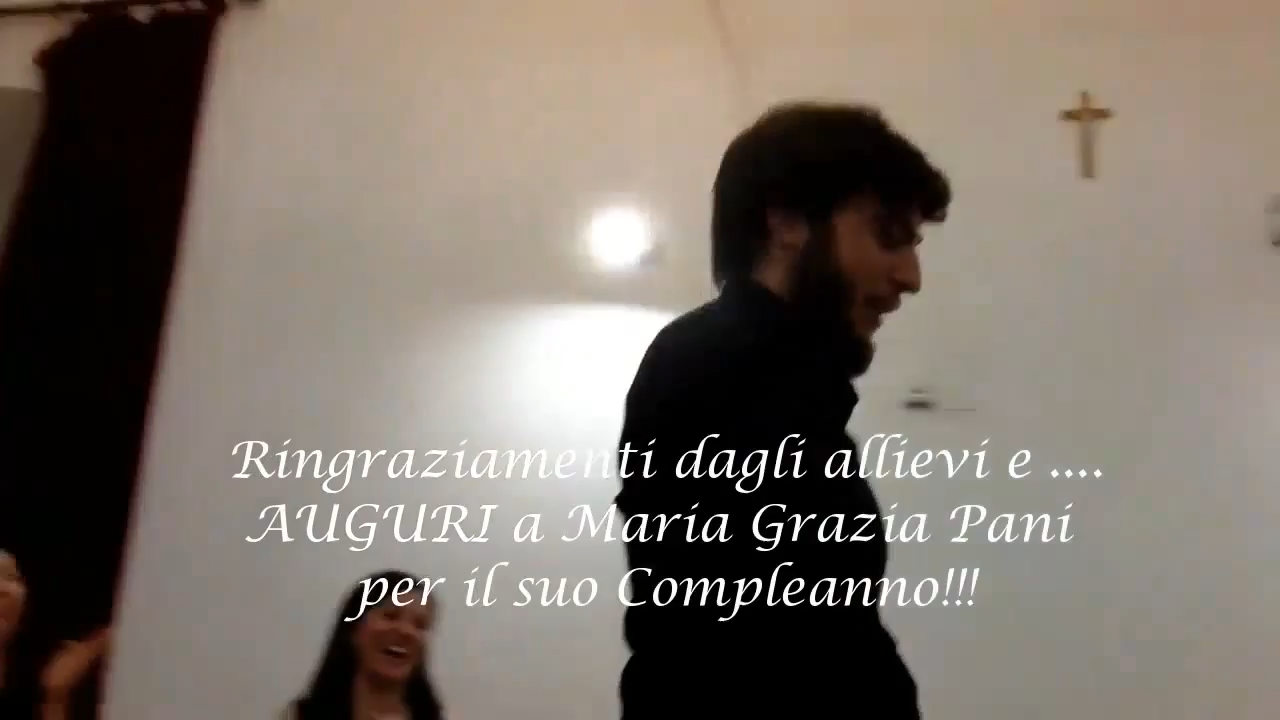 Ringraziamenti dagli allievi e ....
AUGURI a Maria Grazia Pani
per il suo Compleanno!!!